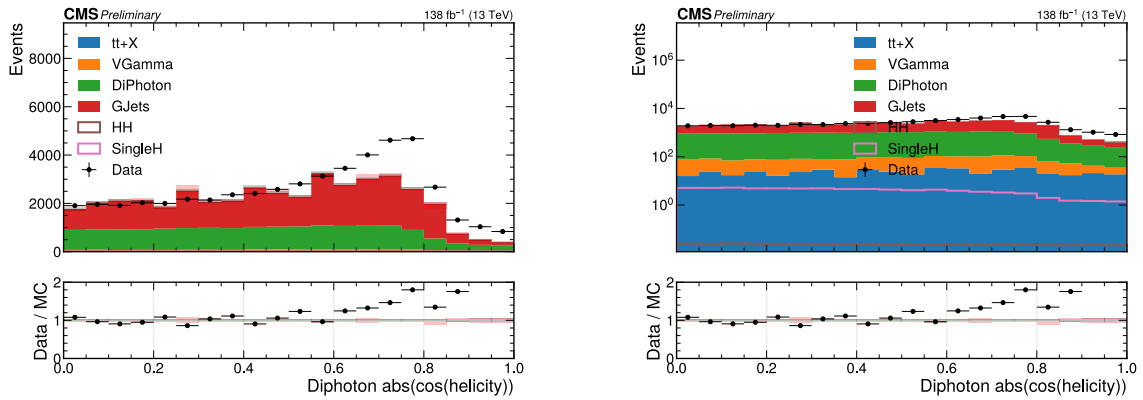 CMS Preliminary 138 fb⁻¹ (13 TeV)
Events
8000
6000
4000
2000
0
tt+X
VGamma
DiPhoton
GJets
HH
SingleH
Data
Data / MC
2
1
0
0.0 0.2 0.4 0.6 0.8 1.0
Diphoton abs(cos(helicity))
CMS Preliminary 138 fb⁻¹ (13 TeV)
Events
10⁶
10⁴
10²
10⁰
tt+X
VGamma
DiPhoton
GJets
HH
SingleH
Data
Data / MC
2
1
0
0.0 0.2 0.4 0.6 0.8 1.0
Diphoton abs(cos(helicity))